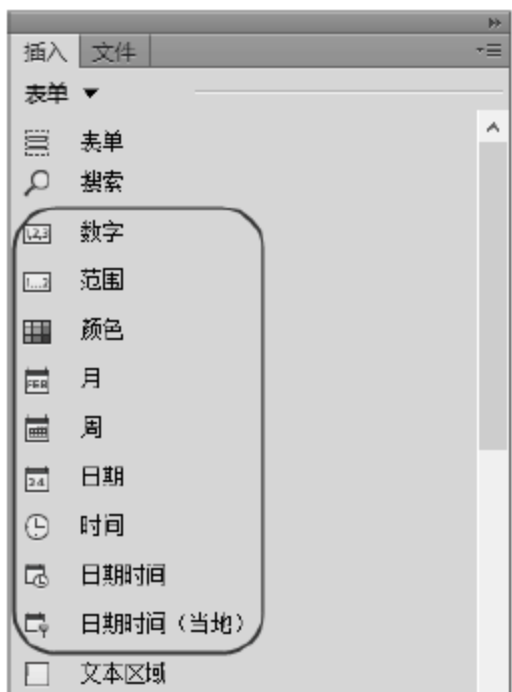 插入 文件
表单
表单
搜索
数字
范围
颜色
月
周
日期
时间
日期时间
日期时间（当地）
文本区域